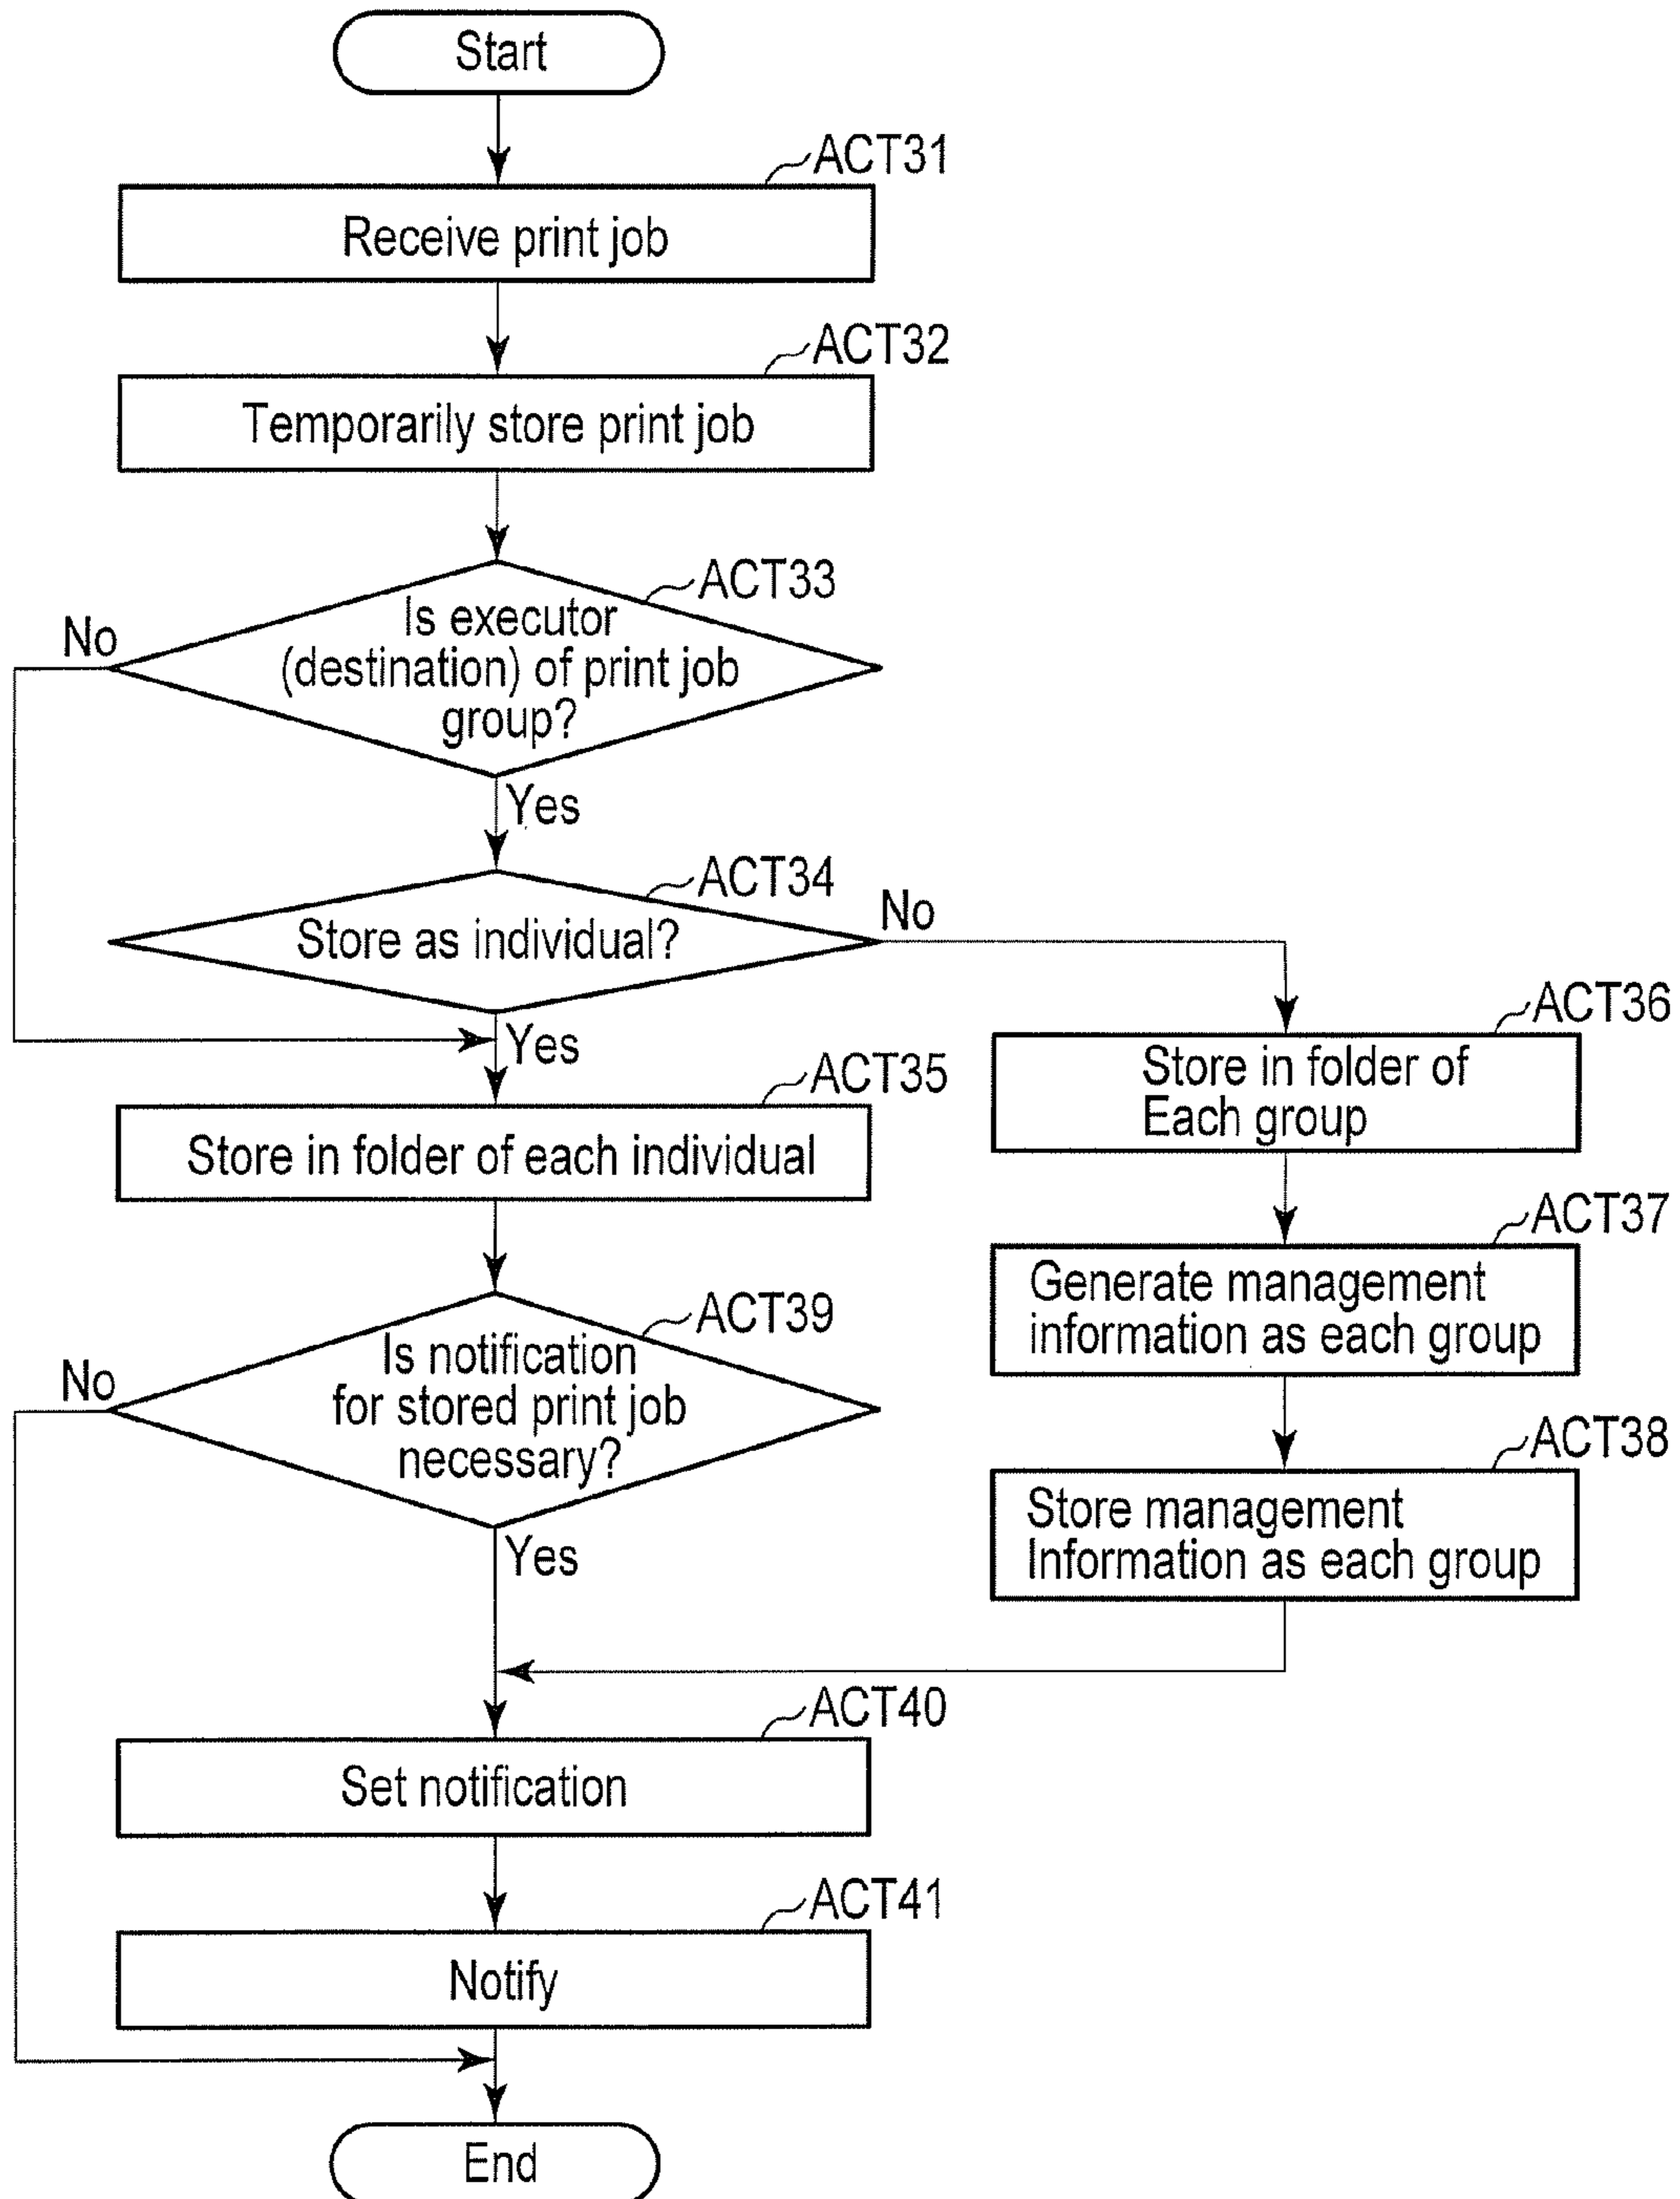 Start
ACT31
Receive print job
ACT32
Temporarily store print job
ACT33
Is executor
(destination) of print job
group?
No
Yes
ACT34
Store as individual?
No
Yes
ACT35
Store in folder of each individual
ACT36
Store in folder of
Each group
ACT37
Generate management
information as each group
ACT38
Store management
Information as each group
ACT39
Is notification
for stored print job
necessary?
No
Yes
ACT40
Set notification
ACT41
Notify
End